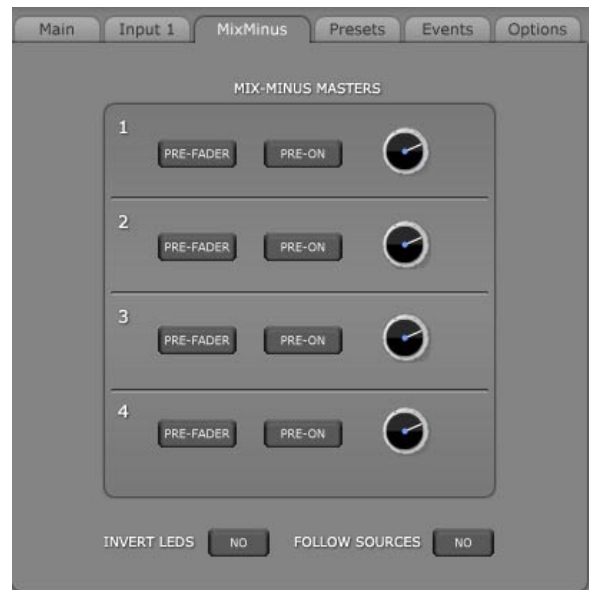 Main Input 1 MixMinus Presets Events Options
MIX-MINUS MASTERS
1
PRE-FADER PRE-ON
2
PRE-FADER PRE-ON
3
PRE-FADER PRE-ON
4
PRE-FADER PRE-ON
INVERT LEDS NO FOLLOW SOURCES NO